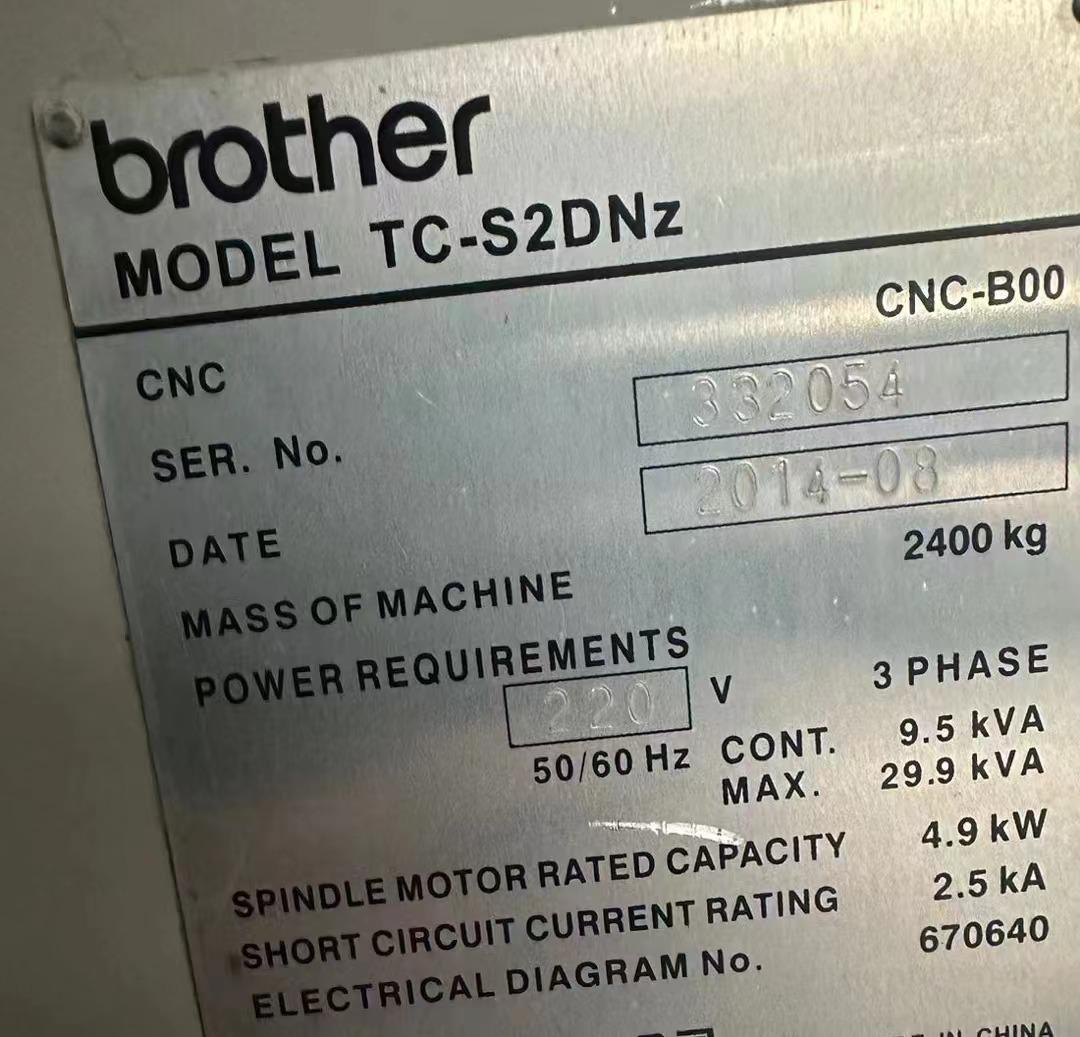 brother
MODEL TC-S2DNz
CNC CNC-B00
SER. No. 332054
DATE 2014-08
MASS OF MACHINE 2400 kg
POWER REQUIREMENTS
220 V 3 PHASE
50/60 Hz CONT. 9.5 kVA
MAX. 29.9 kVA
SPINDLE MOTOR RATED CAPACITY 4.9 kW
SHORT CIRCUIT CURRENT RATING 2.5 kA
ELECTRICAL DIAGRAM No. 670640
IN CHINA